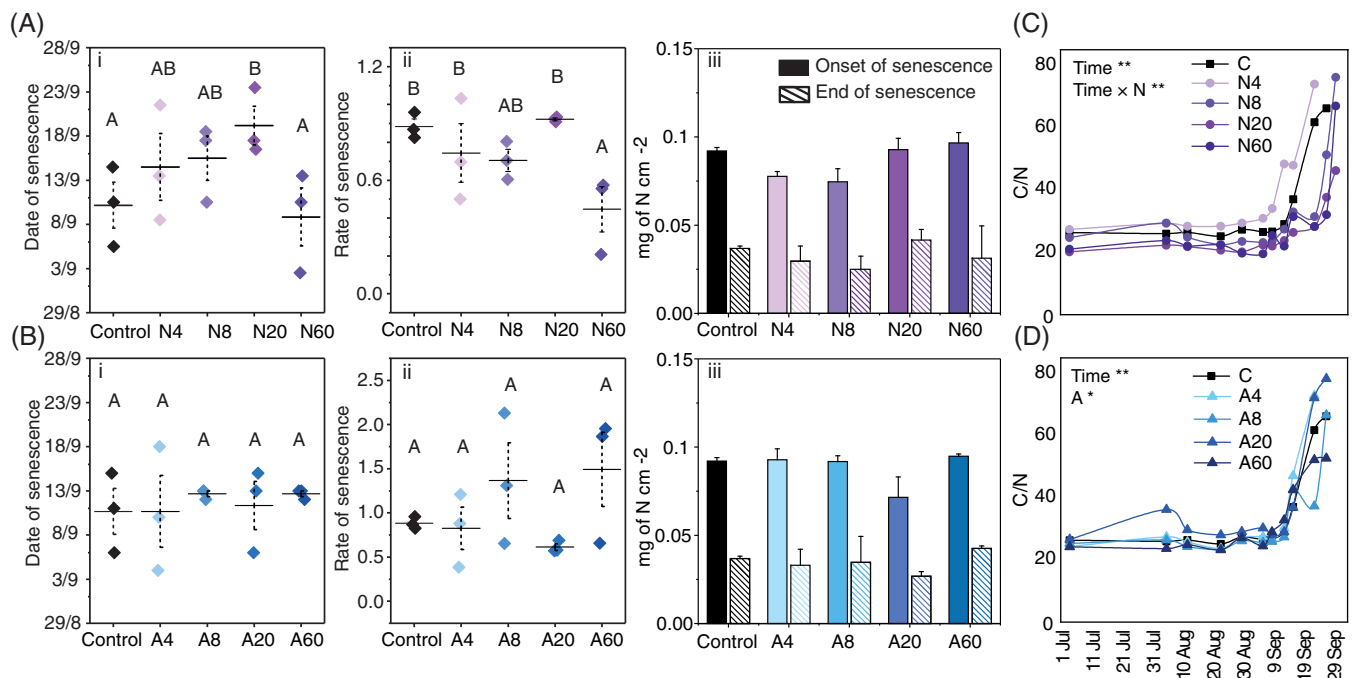 (A)
i
Date of senescence
28/9
23/9
18/9
13/9
8/9
3/9
29/8
A
AB
AB
B
A
Control N4 N8 N20 N60
ii
Rate of senescence
1.2
0.6
0.0
B
B
AB
B
A
Control N4 N8 N20 N60
iii
mg of N cm -2
0.15
0.1
0.05
0.00
Onset of senescence
End of senescence
Control N4 N8 N20 N60
(C)
C/N
80
60
40
20
0
Time **
Time × N **
C
N4
N8
N20
N60
(B)
i
Date of senescence
28/9
23/9
18/9
13/9
8/9
3/9
29/8
A
A
A
A
A
Control A4 A8 A20 A60
ii
Rate of senescence
2.5
2.0
1.5
1.0
0.5
0.0
A
A
A
A
A
Control A4 A8 A20 A60
iii
mg of N cm -2
0.15
0.1
0.05
0.00
Control A4 A8 A20 A60
(D)
C/N
80
60
40
20
0
Time **
A *
C
A4
A8
A20
A60
1 Jul
11 Jul
21 Jul
31 Jul
10 Aug
20 Aug
30 Aug
9 Sep
19 Sep
29 Sep